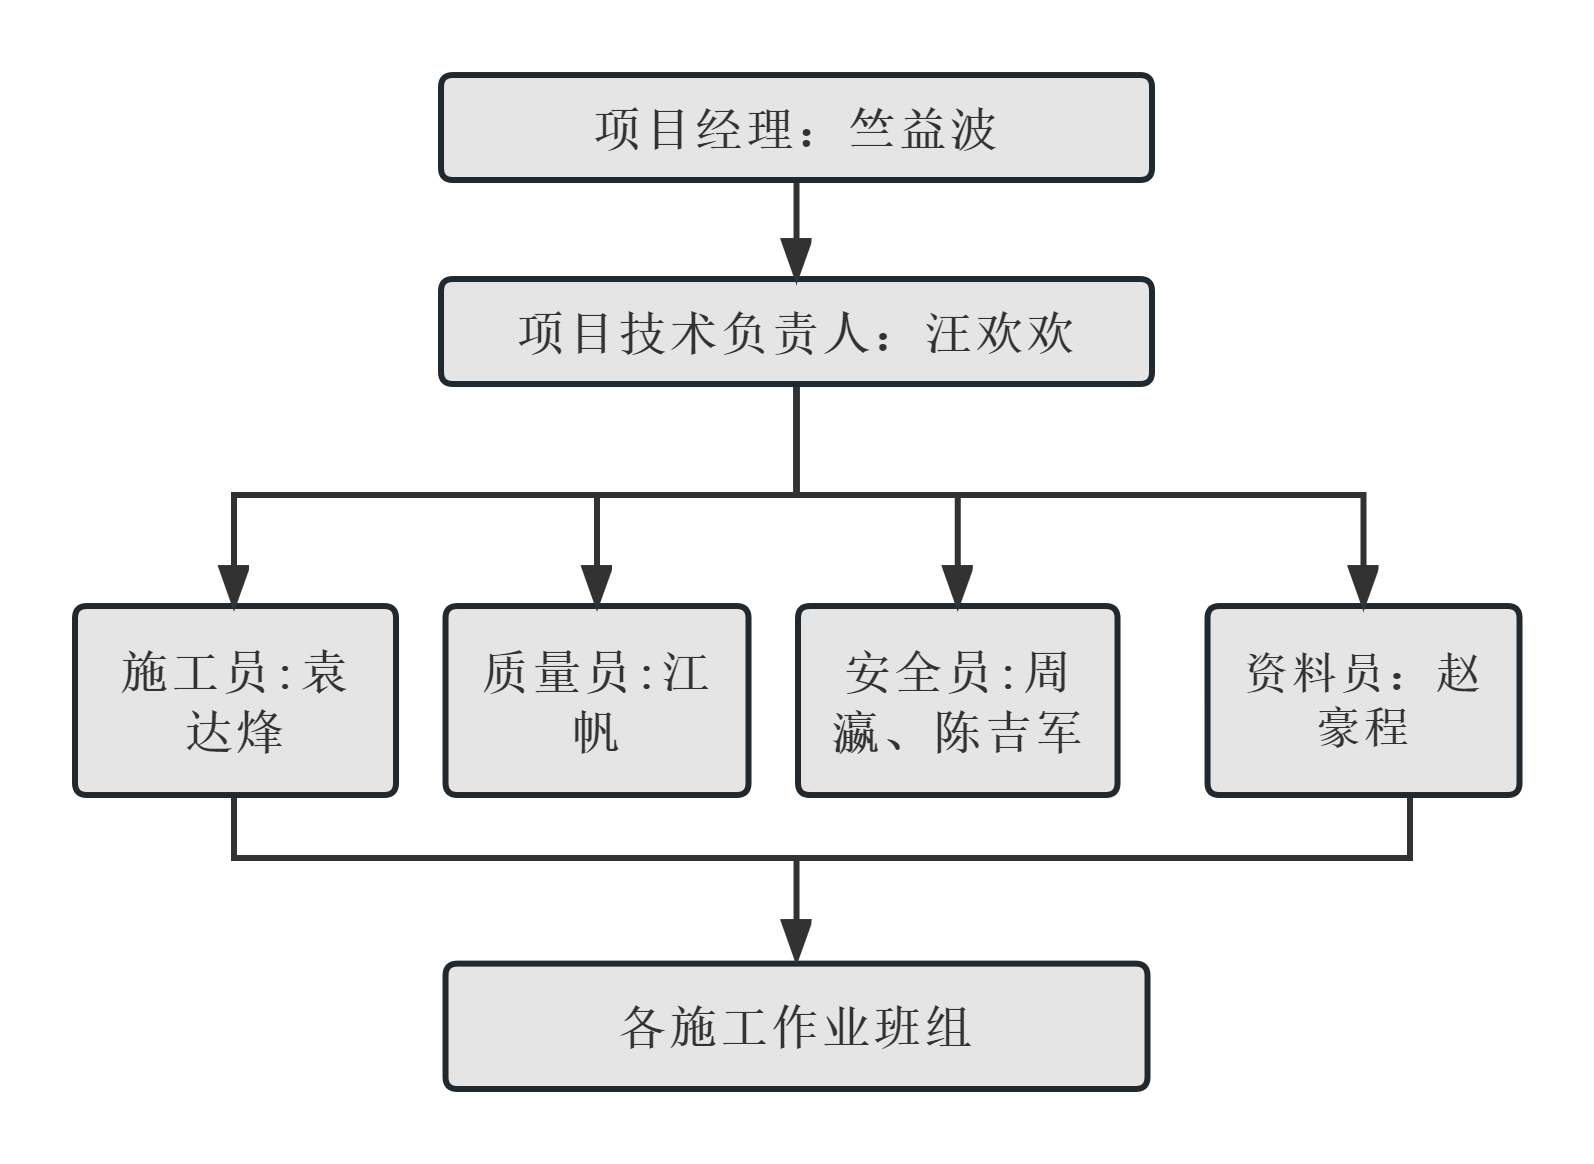 项目经理：竺益波
项目技术负责人：汪欢欢
施工员:袁
达烽
质量员:江
帆
安全员:周
瀛、陈吉军
资料员：赵
豪程
各施工作业班组